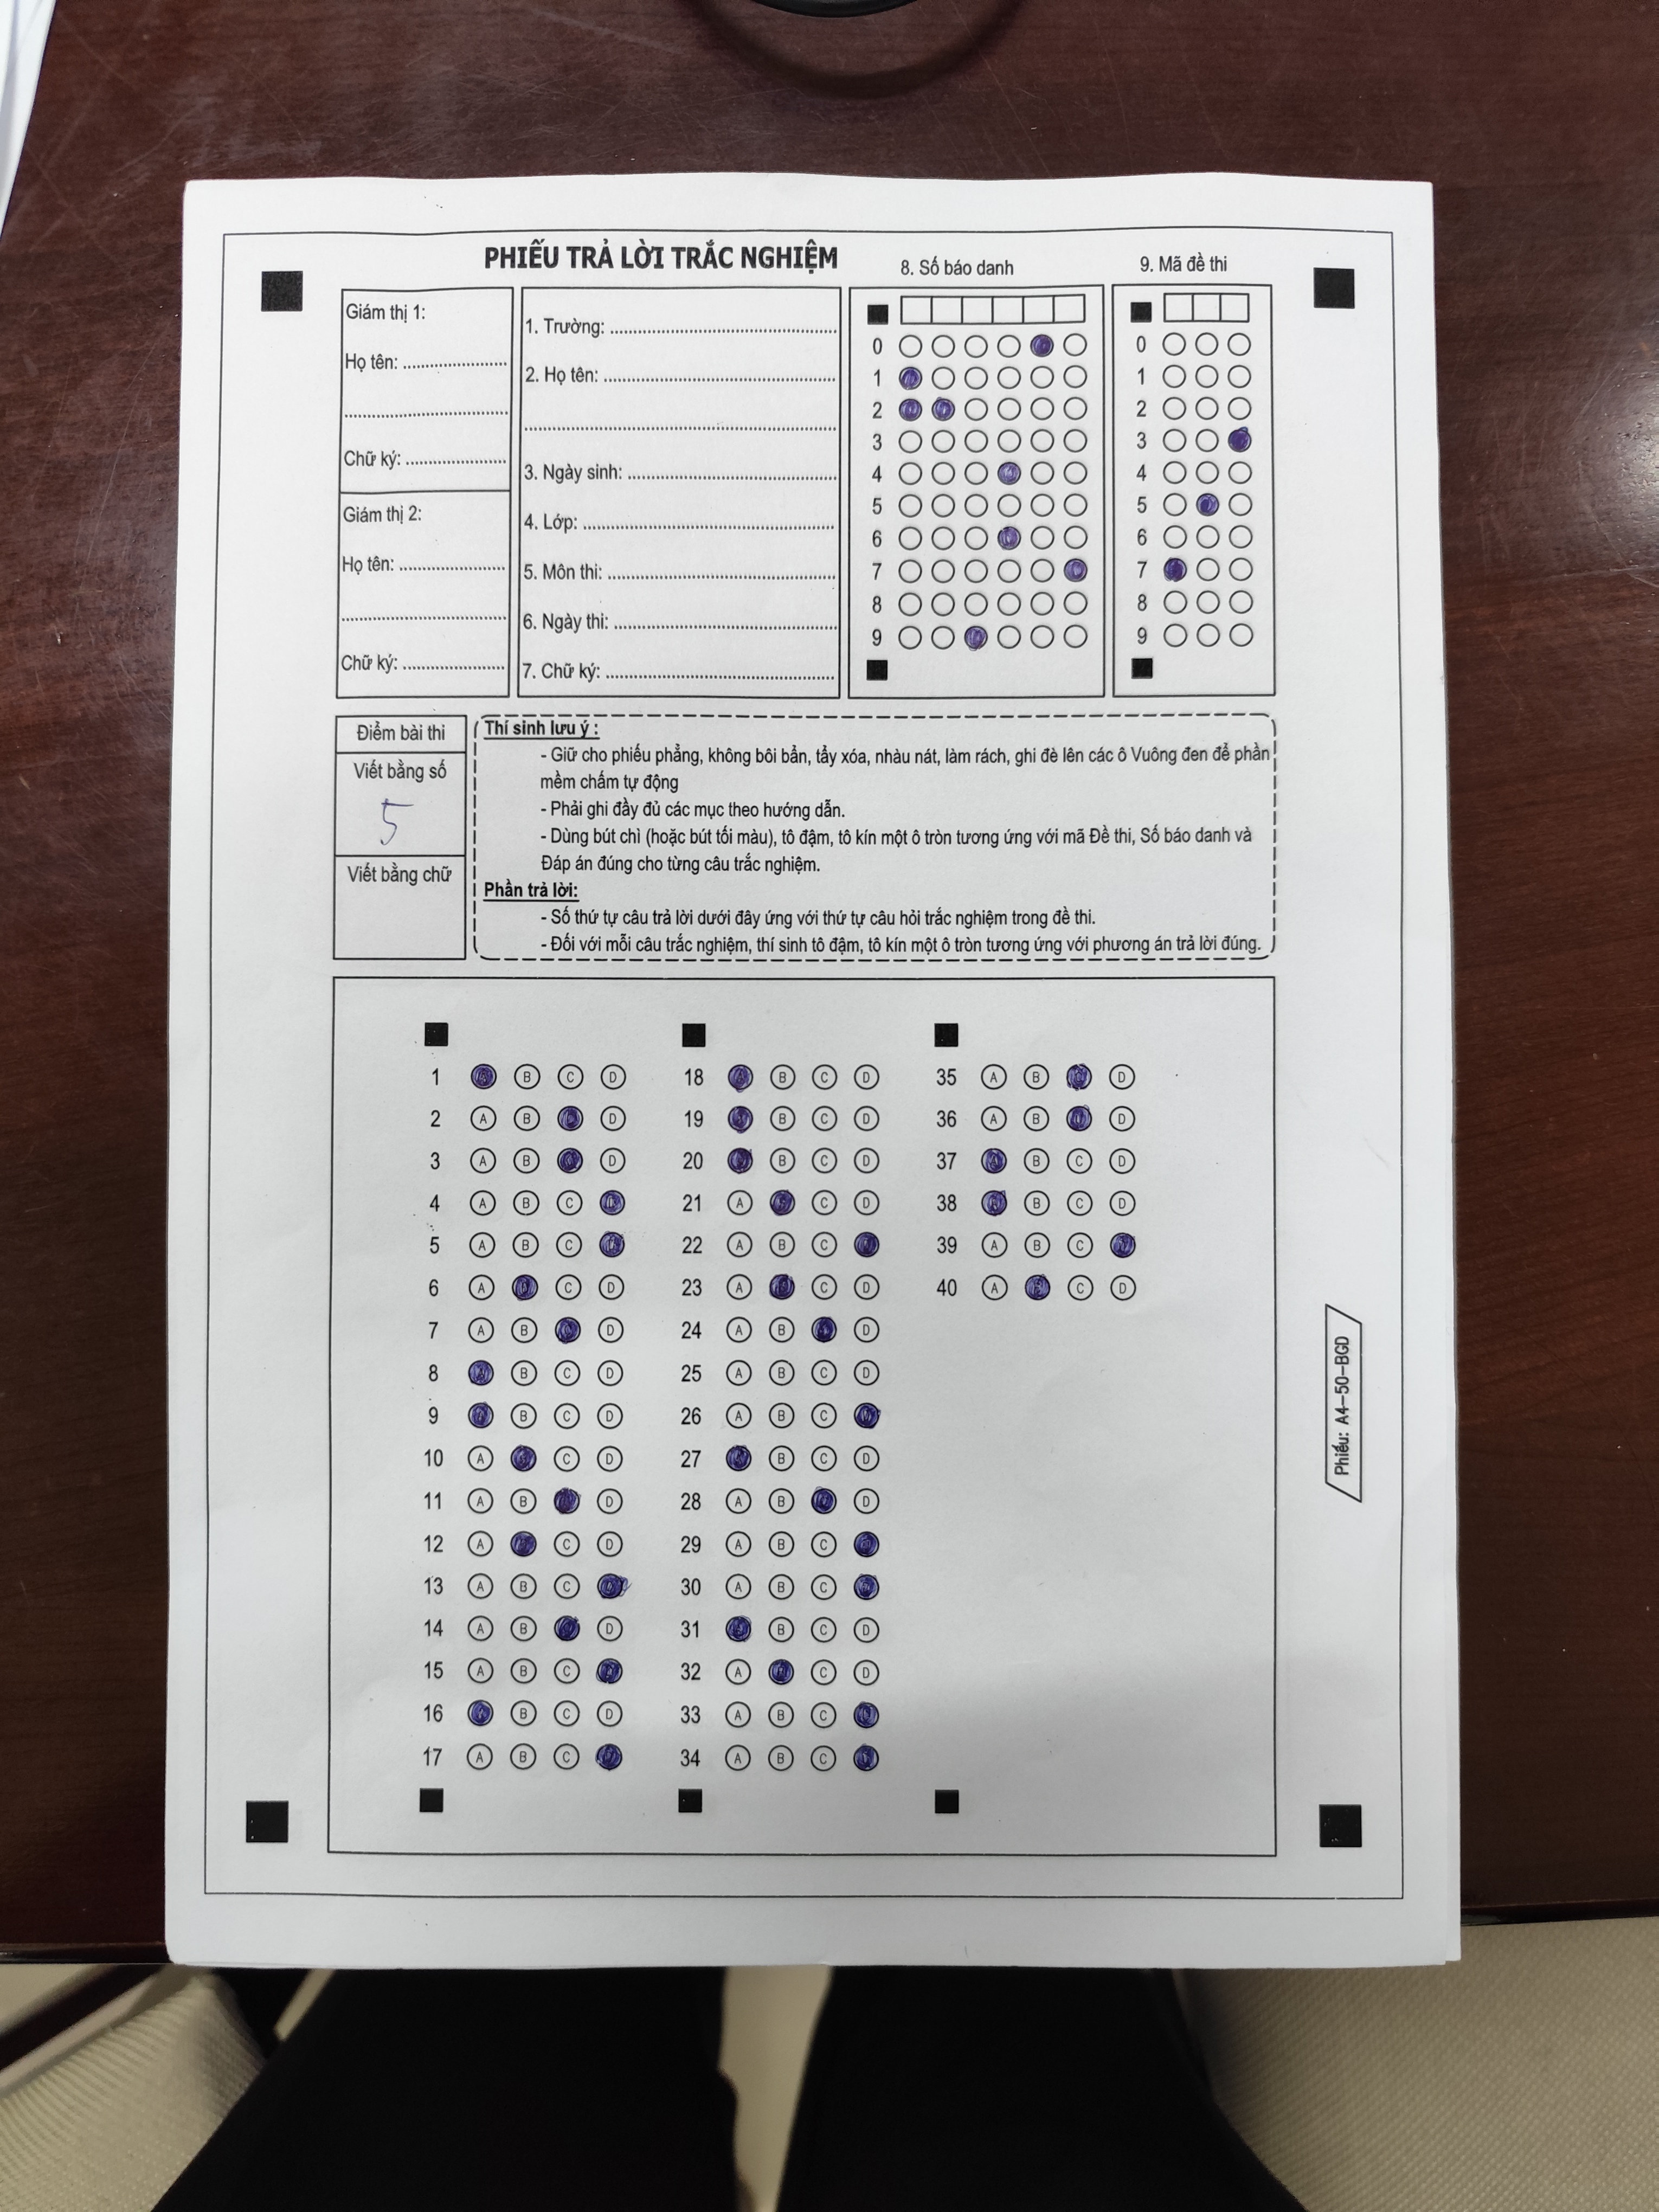 PHIẾU TRẢ LỜI TRẮC NGHIỆM
8. Số báo danh
9. Mã đề thi
Giám thị 1:
Họ tên: ........................
........................................
Chữ ký: ........................
Giám thị 2:
Họ tên: ........................
........................................
Chữ ký: ........................
1. Trường: ........................................
2. Họ tên: ........................................
........................................
3. Ngày sinh: ........................................
4. Lớp: ........................................
5. Môn thi: ........................................
6. Ngày thi: ........................................
7. Chữ ký: ........................................
0 0
1 1
2 2
3 3
4 4
5 5
6 6
7 7
8 8
9 9
Điểm bài thi
Viết bằng số
5
Viết bằng chữ
Thí sinh lưu ý :
- Giữ cho phiếu phẳng, không bôi bẩn, tẩy xóa, nhàu nát, làm rách, ghi đè lên các ô Vuông đen để phần
mềm chấm tự động
- Phải ghi đầy đủ các mục theo hướng dẫn.
- Dùng bút chì (hoặc bút tối màu), tô đậm, tô kín một ô tròn tương ứng với mã Đề thi, Số báo danh và
Đáp án đúng cho từng câu trắc nghiệm.
Phần trả lời:
- Số thứ tự câu trả lời dưới đây ứng với thứ tự câu hỏi trắc nghiệm trong đề thi.
- Đối với mỗi câu trắc nghiệm, thí sinh tô đậm, tô kín một ô tròn tương ứng với phương án trả lời đúng.
1 B C D
2 A B D
3 A B D
4 A B C
5 A B C
6 A C D
7 A B D
8 B C D
9 B C D
10 A C D
11 A B D
12 A C D
13 A B C
14 A B D
15 A B C
16 B C D
17 A B C
18 B C D
19 B C D
20 B C D
21 A C D
22 A B C
23 A C D
24 A B D
25 A B C D
26 A B C
27 B C D
28 A B D
29 A B C
30 A B C
31 B C D
32 A C D
33 A B C
34 A B C
35 A B D
36 A B D
37 B C D
38 B C D
39 A B C
40 A C D
Phiếu: A4-50-BGD